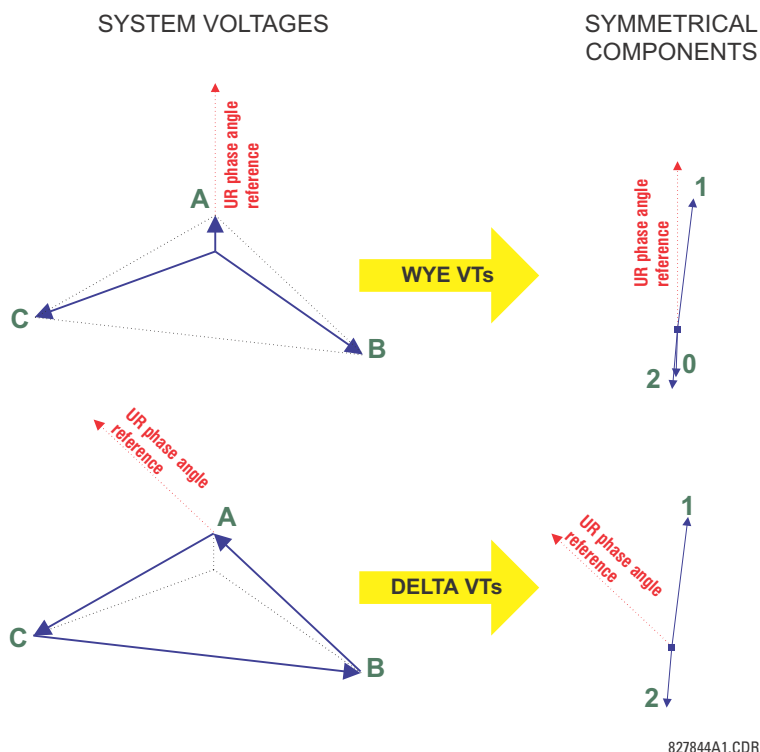 SYSTEM VOLTAGES
SYMMETRICAL
COMPONENTS
A
UR phase angle
reference
C
B
WYE VTs
UR phase angle
reference
1
2
0
UR phase angle
reference
A
C
B
DELTA VTs
UR phase angle
reference
1
2
827844A1.CDR